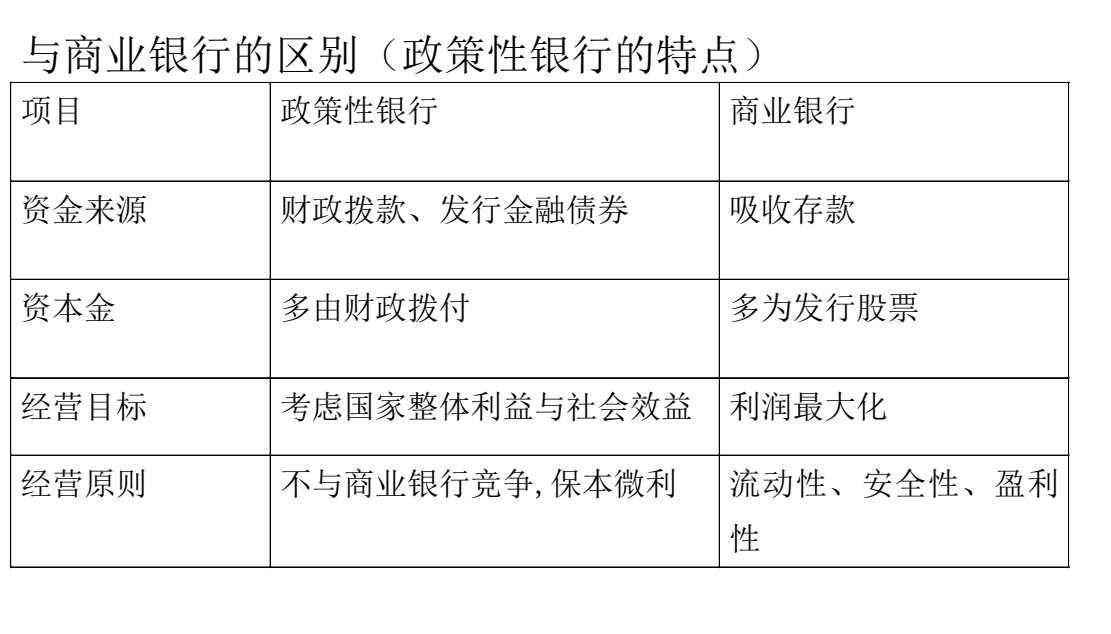 与商业银行的区别（政策性银行的特点）
项目 政策性银行 商业银行
资金来源 财政拨款、发行金融债券 吸收存款
资本金 多由财政拨付 多为发行股票
经营目标 考虑国家整体利益与社会效益 利润最大化
经营原则 不与商业银行竞争,保本微利 流动性、安全性、盈利
性